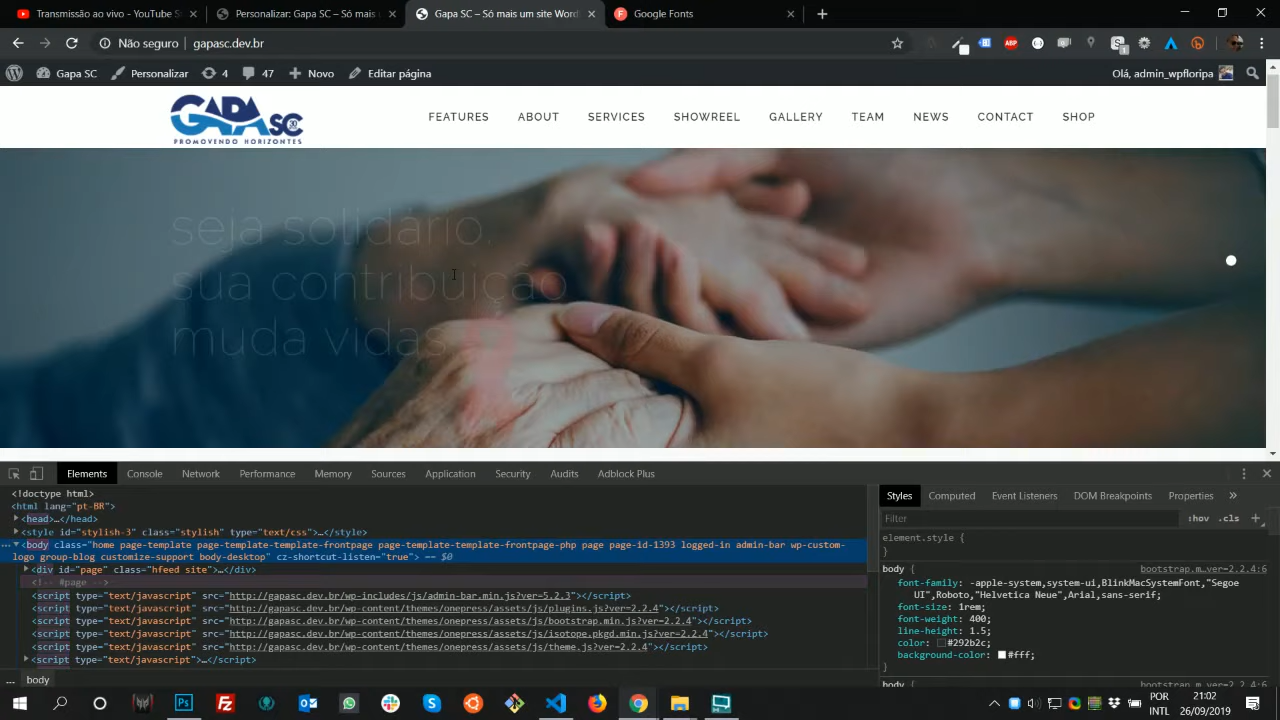 Transmissão ao vivo - YouTube S
Personalizar: Gapa SC – Só mais u
Gapa SC – Só mais um site Word
Google Fonts
Não seguro | gapasc.dev.br
Gapa SC
Personalizar
4
47
Novo
Editar página
Olá, admin_wpfloripa
GAPA SC
PROMOVENDO HORIZONTES
FEATURES
ABOUT
SERVICES
SHOWREEL
GALLERY
TEAM
NEWS
CONTACT
SHOP
seja solidário,
sua contribuição
muda vidas
Elements
Console
Network
Performance
Memory
Sources
Application
Security
Audits
Adblock Plus
<!doctype html>
<html lang="pt-BR">
<head>…</head>
<style id="stylish-3" class="stylish" type="text/css">…</style>
<body class="home page-template page-template-template-frontpage page-template-template-frontpage-php page page-id-1393 logged-in admin-bar wp-custom-
logo group-blog customize-support body-desktop" cz-shortcut-listen="true"> == $0
<div id="page" class="hfeed site">…</div>
<!-- #page -->
<script type="text/javascript" src="http://gapasc.dev.br/wp-includes/js/admin-bar.min.js?ver=5.2.3"></script>
<script type="text/javascript" src="http://gapasc.dev.br/wp-content/themes/onepress/assets/js/plugins.js?ver=2.2.4"></script>
<script type="text/javascript" src="http://gapasc.dev.br/wp-content/themes/onepress/assets/js/bootstrap.min.js?ver=2.2.4"></script>
<script type="text/javascript" src="http://gapasc.dev.br/wp-content/themes/onepress/assets/js/isotope.pkgd.min.js?ver=2.2.4"></script>
<script type="text/javascript" src="http://gapasc.dev.br/wp-content/themes/onepress/assets/js/theme.js?ver=2.2.4"></script>
<script type="text/javascript">…</script>
... body
Styles
Computed
Event Listeners
DOM Breakpoints
Properties
Filter
:hov
.cls
element.style {
}
body {
bootstrap.m…ver=2.2.4:6
font-family: -apple-system,system-ui,BlinkMacSystemFont,"Segoe
UI",Roboto,"Helvetica Neue",Arial,sans-serif;
font-size: 1rem;
font-weight: 400;
line-height: 1.5;
color: #292b2c;
background-color: #fff;
}
body {
bootstrap.m…ver=2.2.4:6
POR
INTL
21:02
26/09/2019